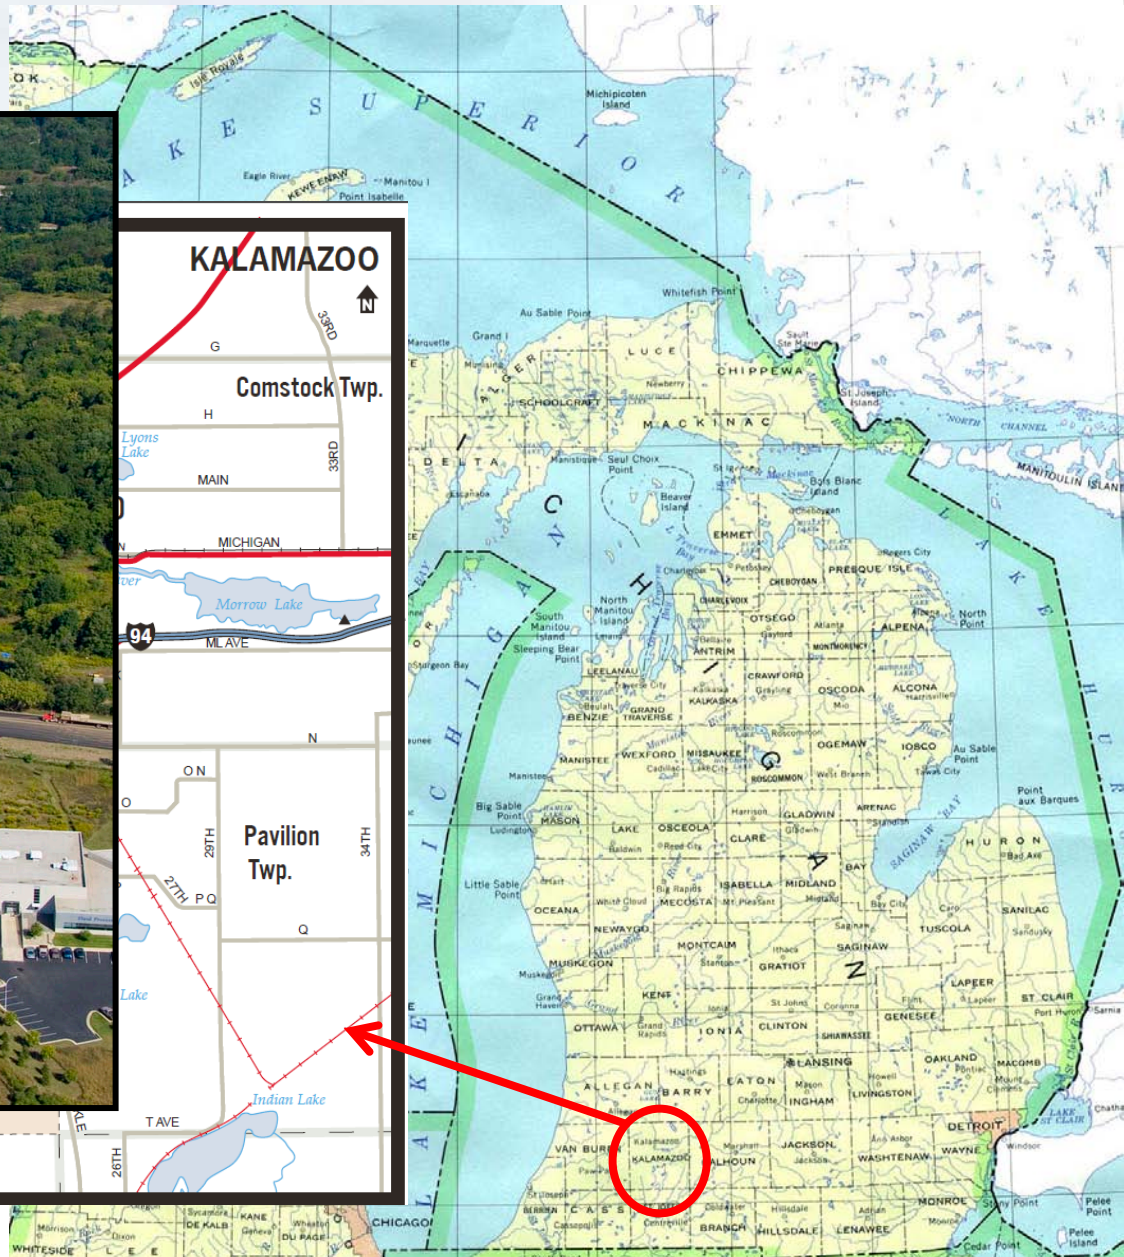 Isle Royale
LAKE SUPERIOR
Michipicoten
Island
Eagle River
KEWEENAW
Manitou I
Point Isabelle
KALAMAZOO
N
33RD
G
Comstock Twp.
H
Lyons
Lake
33RD
MAIN
MICHIGAN
Morrow Lake
94
ML AVE
N
ON
O
29TH
Pavilion
Twp.
34TH
27TH
PQ
Q
Lake
Indian Lake
T AVE
26TH
Whitefish Point
Au Sable Point
Grand I
Marquette
Munising
Sault
Ste Marie
LUCE
CHIPPEWA
Newberry
ALGER
SCHOOLCRAFT
St Joseph
Island
MACKINAC
NORTH CHANNEL
MANITOULIN ISLAND
DELTA
Manistique
Seul Choix
Point
St Ignace
Bois Blanc
Island
Escanaba
Beaver
Island
Cheboygan
EMMET
Petoskey
Rogers City
PRESQUE ISLE
CHEBOYGAN
Charlevoix
CHARLEVOIX
North
Manitou
Island
South
Manitou
Island
Sleeping Bear
Point
OTSEGO
Gaylord
Atlanta
MONTMORENCY
ALPENA
North
Point
Bellaire
ANTRIM
LEELANAU
Traverse City
Kalkaska
KALKASKA
CRAWFORD
Grayling
OSCODA
Mio
ALCONA
Harrisville
Sturgeon Bay
Beulah
BENZIE
GRAND
TRAVERSE
MANISTEE
Manistee
WEXFORD
Cadillac
MISSAUKEE
Lake City
Roscommon
ROSCOMMON
OGEMAW
West Branch
IOSCO
Tawas City
Au Sable
Point
Point
aux Barques
Big Sable
Point
Ludington
MASON
LAKE
Baldwin
OSCEOLA
Reed City
CLARE
Harrison
GLADWIN
Gladwin
ARENAC
Standish
SAGINAW BAY
HURON
Bad Axe
Little Sable
Point
Hart
OCEANA
White Cloud
NEWAYGO
Big Rapids
MECOSTA
ISABELLA
Mt. Pleasant
MIDLAND
Midland
BAY
Bay City
Caro
TUSCOLA
SANILAC
Sandusky
MUSKEGON
Muskegon
MONTCALM
Stanton
Ithaca
GRATIOT
Saginaw
SAGINAW
LAPEER
Lapeer
ST CLAIR
Port Huron
Sarnia
Grand
Haven
OTTAWA
KENT
Grand
Rapids
Ionia
IONIA
St Johns
CLINTON
Corunna
SHIAWASSEE
Flint
GENESEE
LANSING
OAKLAND
Pontiac
MACOMB
Mount
Clemens
ALLEGAN
Hastings
BARRY
EATON
Charlotte
Mason
INGHAM
Howell
LIVINGSTON
DETROIT
LAKE
ST CLAIR
VAN BUREN
Kalamazoo
KALAMAZOO
Marshall
JACKSON
Jackson
Ann Arbor
WASHTENAW
WAYNE
Windsor
St Joseph
BERRIEN
CASS
Cassopolis
Centreville
Coldwater
BRANCH
Hillsdale
HILLSDALE
Adrian
LENAWEE
MONROE
Monroe
Stony Point
Pelee
Point
Pelee
Island
Cedar Point
LAKE MICHIGAN
MICHIGAN
LAKE HURON
CHICAGO
Morrison
WHITESIDE
Dixon
LEE
Sycamore
DE KALB
KANE
Geneva
Wheaton
DU PAGE